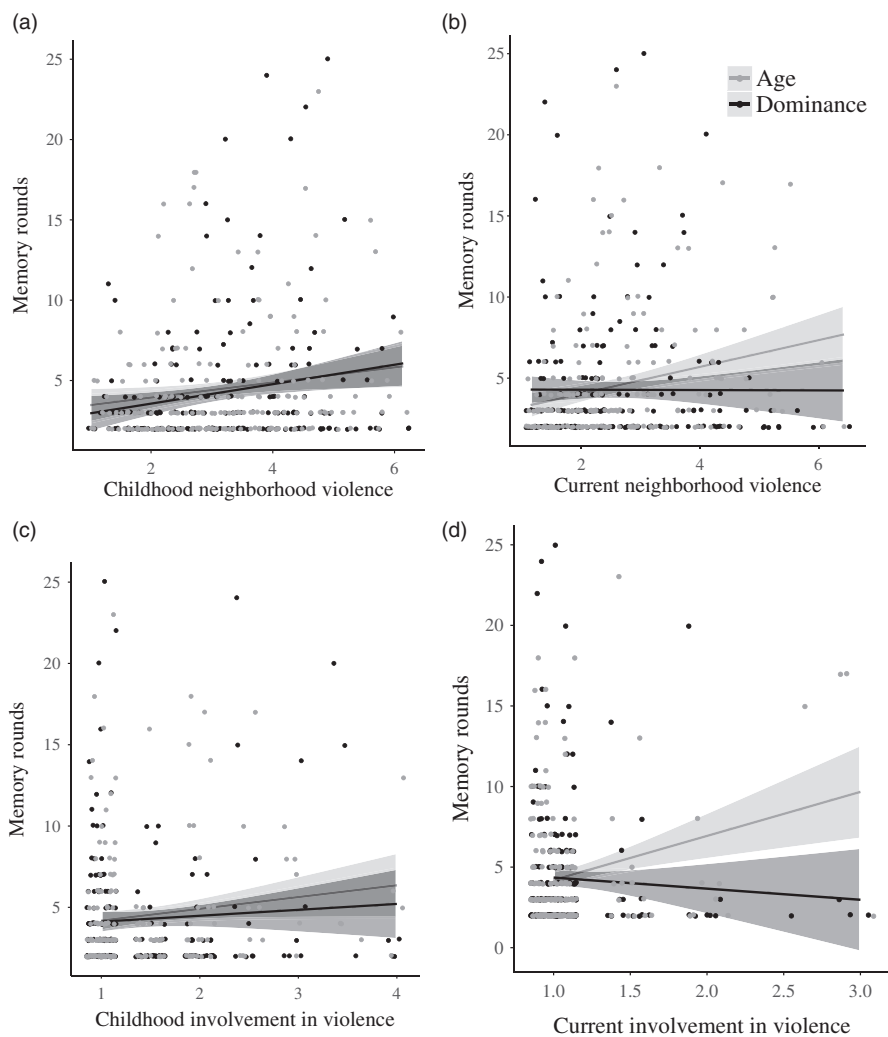 (a)
25
20
15
10
5
Memory rounds
2 4 6
Childhood neighborhood violence
(b)
25
20
15
10
5
Memory rounds
Age
Dominance
2 4 6
Current neighborhood violence
(c)
25
20
15
10
5
Memory rounds
1 2 3 4
Childhood involvement in violence
(d)
25
20
15
10
5
0
Memory rounds
1.0 1.5 2.0 2.5 3.0
Current involvement in violence